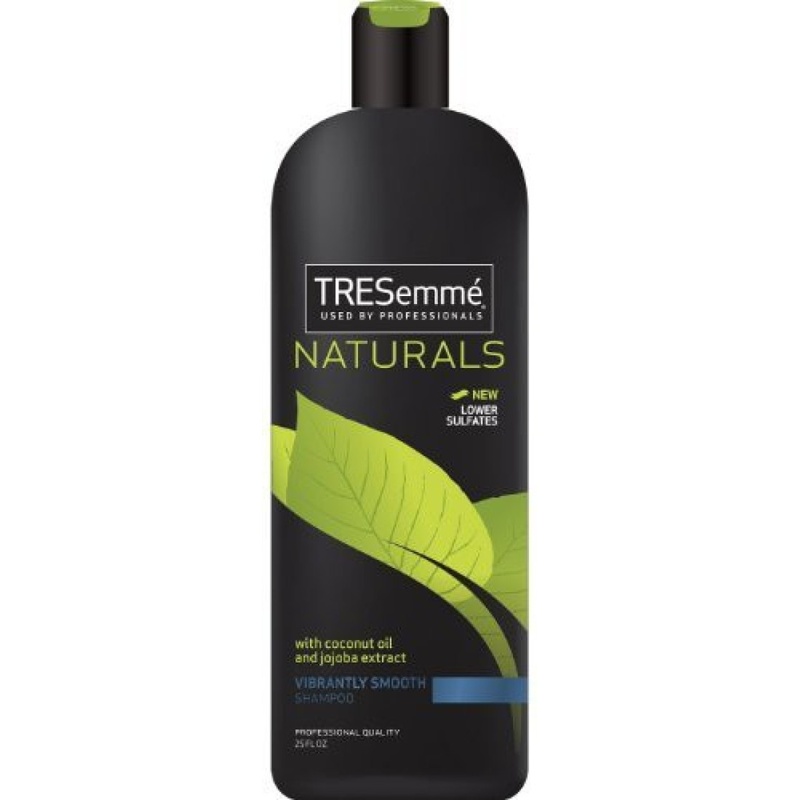 TRESemmé
USED BY PROFESSIONALS
NATURALS
NEW
LOWER
SULFATES
with coconut oil
and jojoba extract
VIBRANTLY SMOOTH
SHAMPOO
PROFESSIONAL QUALITY
25 FL OZ